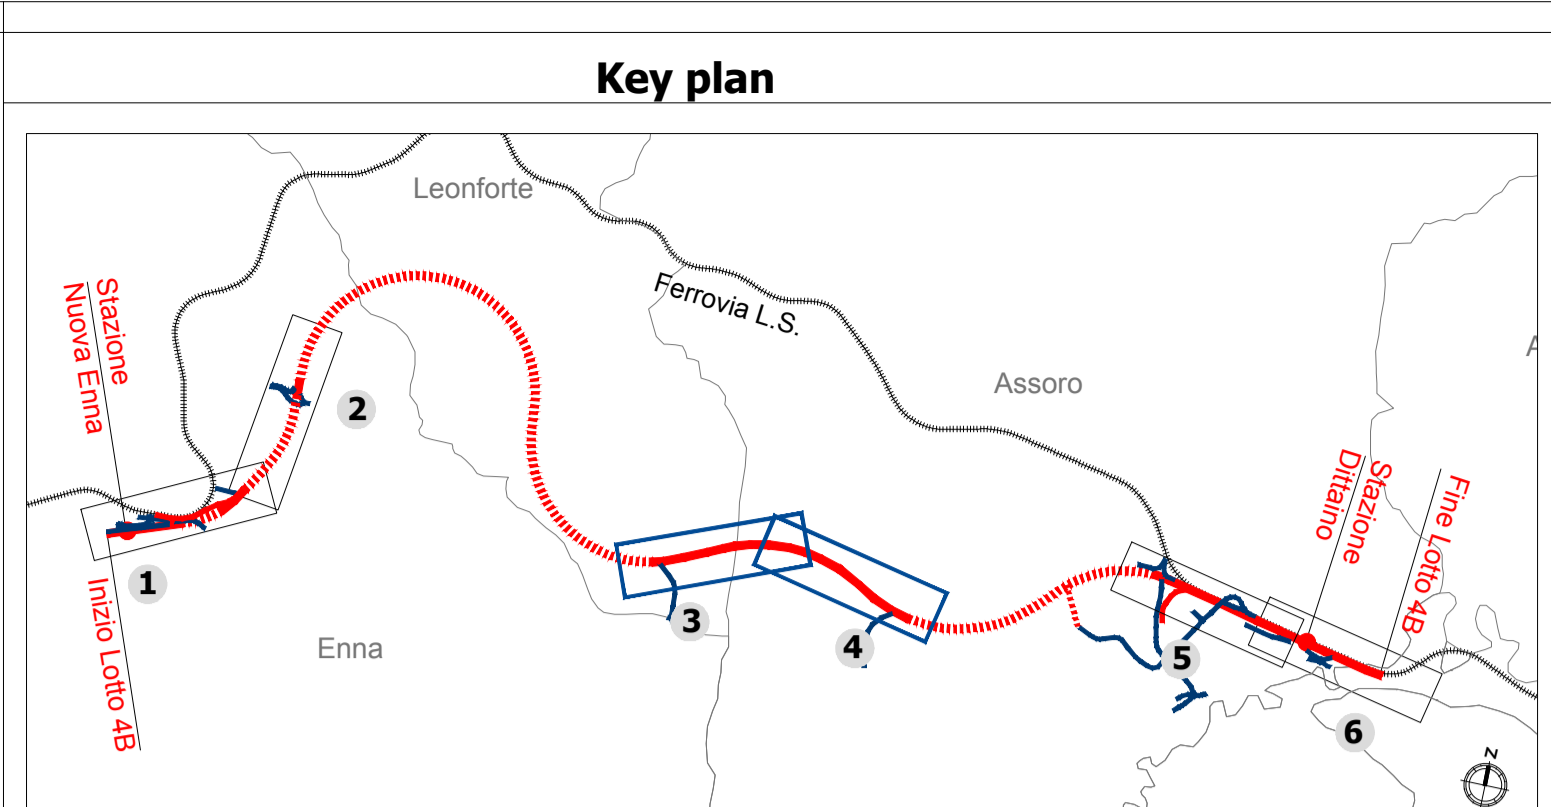 Key plan
Leonforte
Stazione
Nuova Enna
Ferrovia L.S.
Assoro
A
2
Stazione
Dittaino
Fine Lotto 4B
1
Inizio Lotto 4B
3
4
Enna
5
6
N